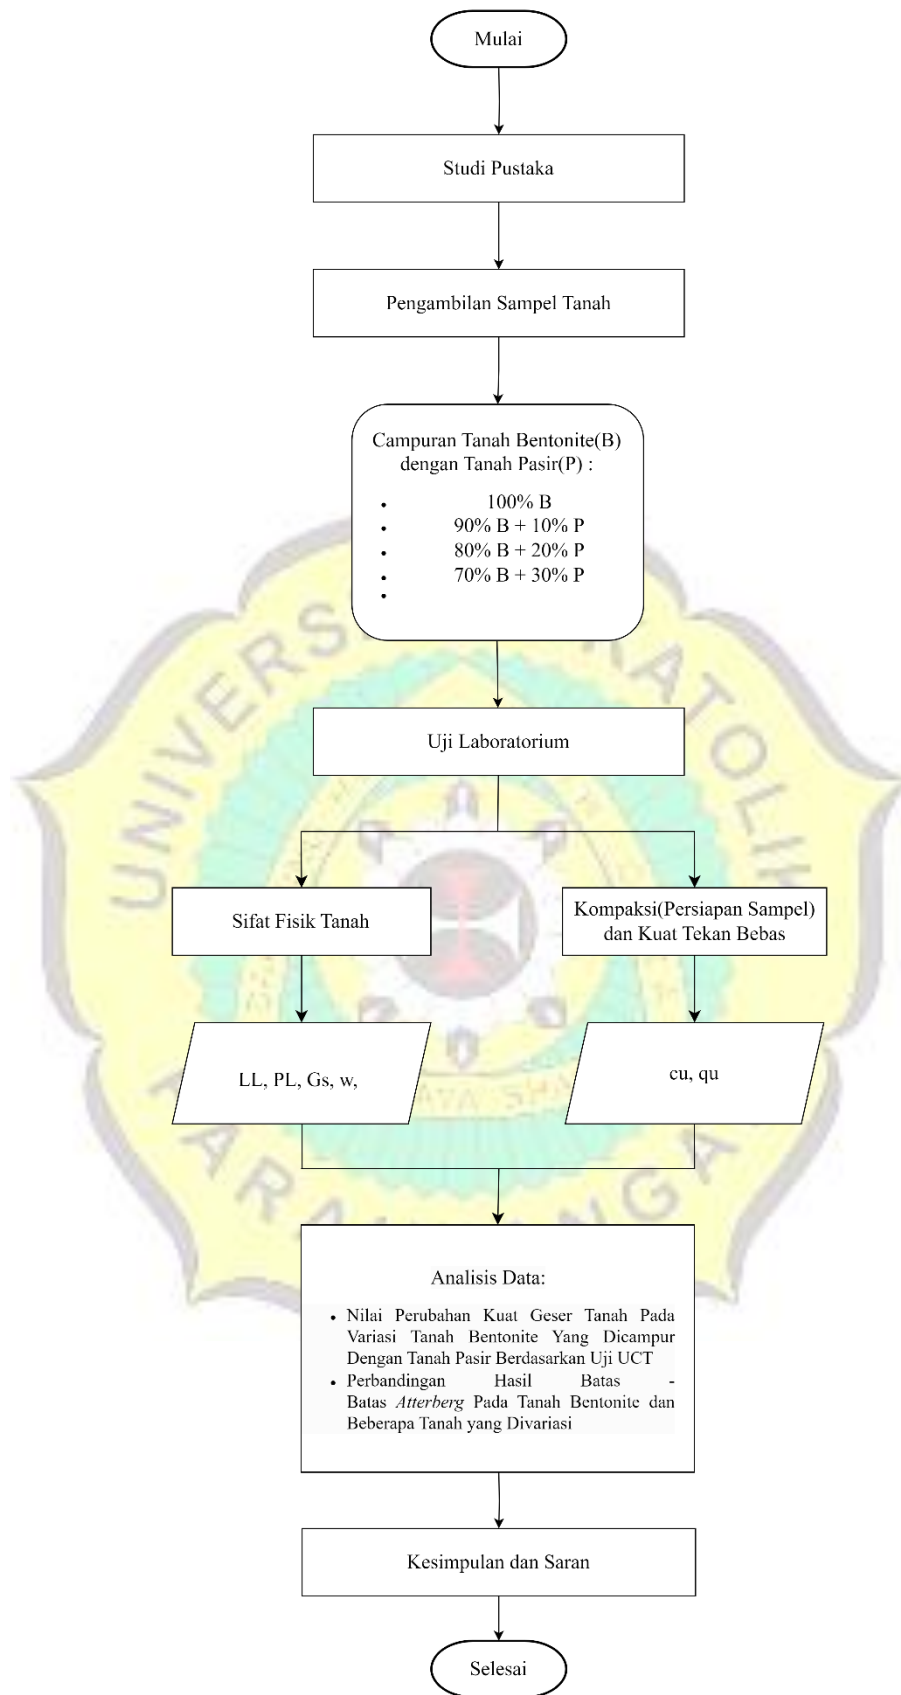 Mulai
Studi Pustaka
Pengambilan Sampel Tanah
Campuran Tanah Bentonite(B)
dengan Tanah Pasir(P) :
• 100% B
• 90% B + 10% P
• 80% B + 20% P
• 70% B + 30% P
•
UNIVERS KATOLIK
Uji Laboratorium
Sifat Fisik Tanah
Kompaksi(Persiapan Sampel)
dan Kuat Tekan Bebas
LL, PL, Gs, w,
cu, qu
Analisis Data:
• Nilai Perubahan Kuat Geser Tanah Pada
Variasi Tanah Bentonite Yang Dicampur
Dengan Tanah Pasir Berdasarkan Uji UCT
• Perbandingan Hasil Batas -
Batas Atterberg Pada Tanah Bentonite dan
Beberapa Tanah yang Divariasi
Kesimpulan dan Saran
Selesai